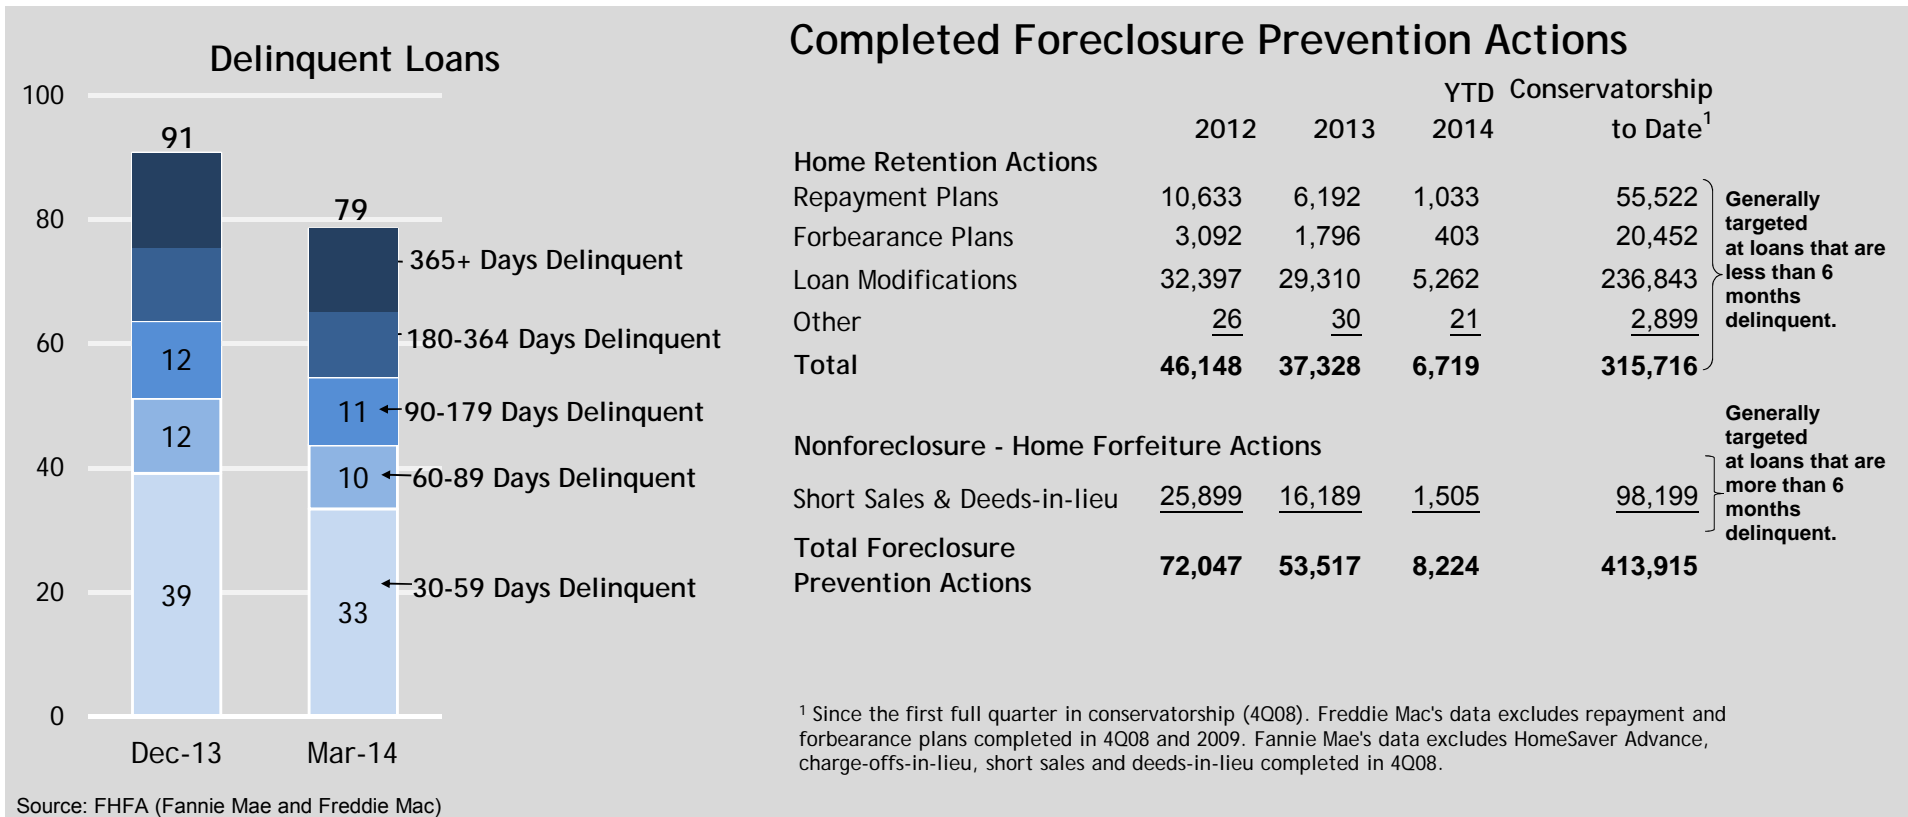 Delinquent Loans
100
80
60
40
20
0
91
12
12
39
79
11
10
33
365+ Days Delinquent
180-364 Days Delinquent
90-179 Days Delinquent
60-89 Days Delinquent
30-59 Days Delinquent
Dec-13 Mar-14
Source: FHFA (Fannie Mae and Freddie Mac)
Completed Foreclosure Prevention Actions
YTD Conservatorship
2012 2013 2014 to Date1
Home Retention Actions
Repayment Plans 10,633 6,192 1,033 55,522
Forbearance Plans 3,092 1,796 403 20,452
Loan Modifications 32,397 29,310 5,262 236,843
Other 26 30 21 2,899
Total 46,148 37,328 6,719 315,716
Generally
targeted
at loans that are
less than 6
months
delinquent.
Nonforeclosure - Home Forfeiture Actions
Short Sales & Deeds-in-lieu 25,899 16,189 1,505 98,199
Generally
targeted
at loans that are
more than 6
months
delinquent.
Total Foreclosure
Prevention Actions 72,047 53,517 8,224 413,915
1 Since the first full quarter in conservatorship (4Q08). Freddie Mac's data excludes repayment and
forbearance plans completed in 4Q08 and 2009. Fannie Mae's data excludes HomeSaver Advance,
charge-offs-in-lieu, short sales and deeds-in-lieu completed in 4Q08.